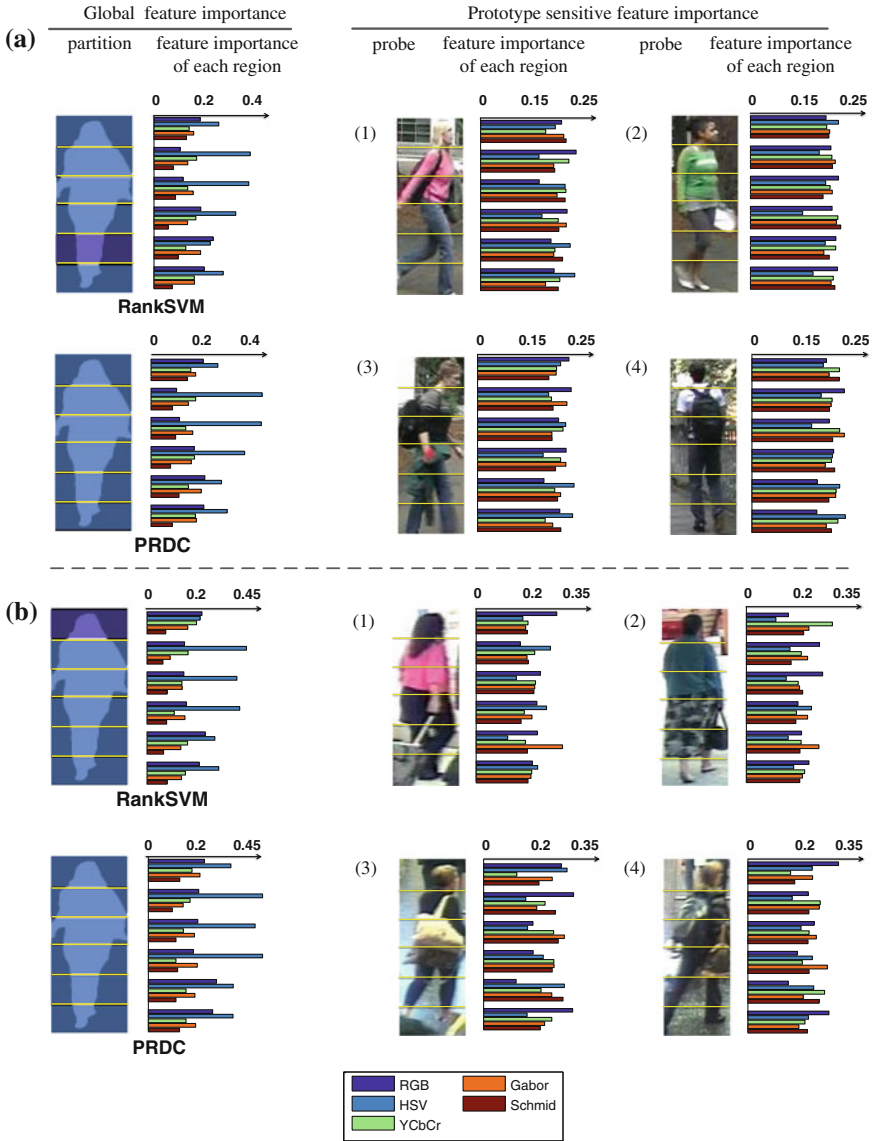 Global feature importance
Prototype sensitive feature importance
(a)
partition
feature importance
of each region
probe
feature importance
of each region
probe
feature importance
of each region
0 0.2 0.4
(1)
0 0.15 0.25
(2)
0 0.15 0.25
RankSVM
0 0.2 0.4
(3)
0 0.15 0.25
(4)
0 0.15 0.25
PRDC
(b)
0 0.2 0.45
(1)
0 0.2 0.35
(2)
0 0.2 0.35
RankSVM
0 0.2 0.45
(3)
0 0.2 0.35
(4)
0 0.2 0.35
PRDC
RGB
HSV
YCbCr
Gabor
Schmid